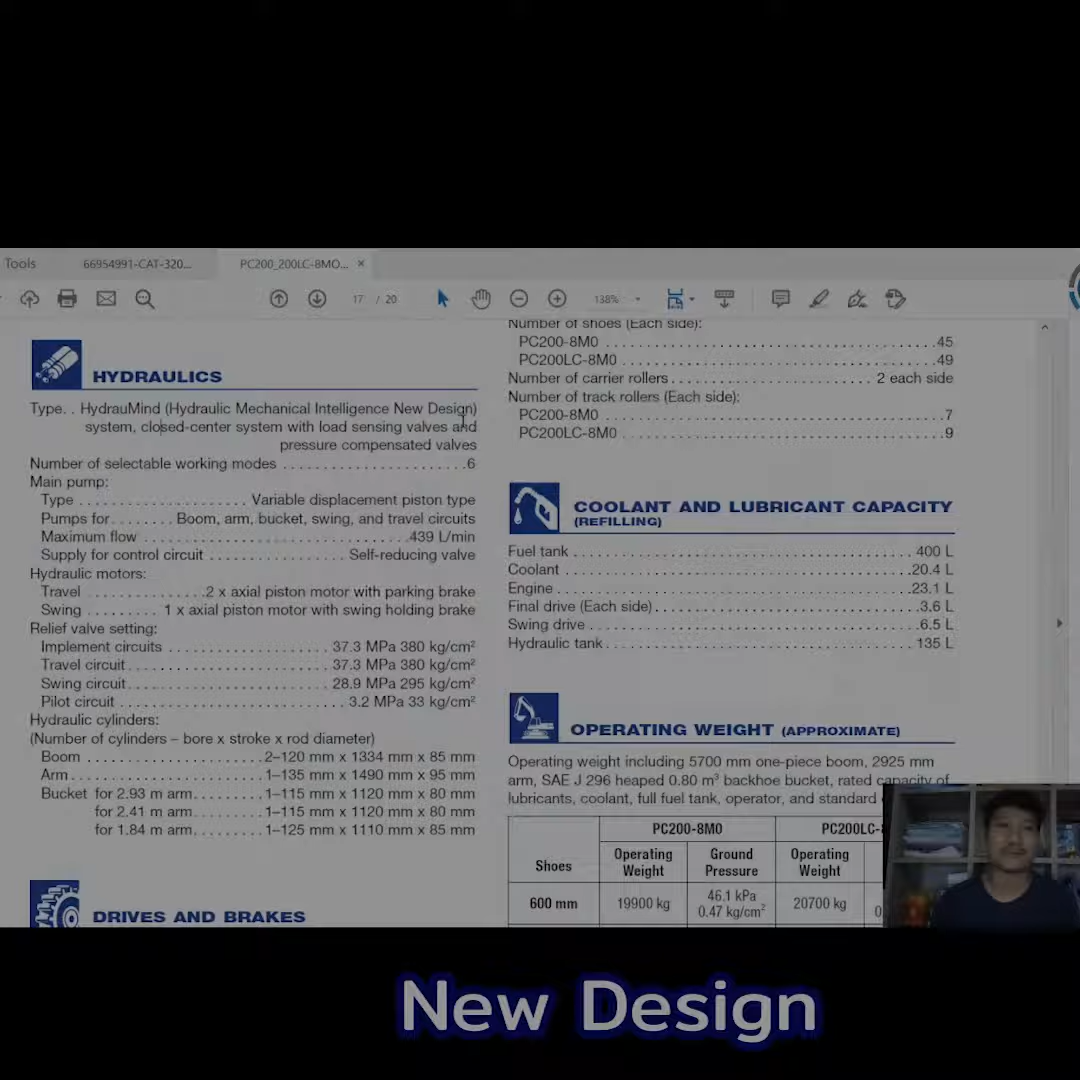 Tools 66954991-CAT-320... PC200_200LC-8MO... ×
17 / 20 138%
HYDRAULICS
Type. . HydrauMind (Hydraulic Mechanical Intelligence New Design)
system, closed-center system with load sensing valves and
pressure compensated valves
Number of selectable working modes .......................6
Main pump:
Type ..................... Variable displacement piston type
Pumps for........ Boom, arm, bucket, swing, and travel circuits
Maximum flow .....................................439 L/min
Supply for control circuit .................. Self-reducing valve
Hydraulic motors:
Travel ..............2 x axial piston motor with parking brake
Swing ......... 1 x axial piston motor with swing holding brake
Relief valve setting:
Implement circuits .................... 37.3 MPa 380 kg/cm²
Travel circuit......................... 37.3 MPa 380 kg/cm²
Swing circuit......................... 28.9 MPa 295 kg/cm²
Pilot circuit ............................ 3.2 MPa 33 kg/cm²
Hydraulic cylinders:
(Number of cylinders – bore x stroke x rod diameter)
Boom .......................2–120 mm x 1334 mm x 85 mm
Arm ........................1–135 mm x 1490 mm x 95 mm
Bucket for 2.93 m arm.........1–115 mm x 1120 mm x 80 mm
for 2.41 m arm.........1–115 mm x 1120 mm x 80 mm
for 1.84 m arm.........1–125 mm x 1110 mm x 85 mm
DRIVES AND BRAKES
Number of shoes (Each side):
PC200-8M0 .........................................45
PC200LC-8M0 .......................................49
Number of carrier rollers......................... 2 each side
Number of track rollers (Each side):
PC200-8M0 ..........................................7
PC200LC-8M0 ........................................9
COOLANT AND LUBRICANT CAPACITY
(REFILLING)
Fuel tank ........................................... 400 L
Coolant ...........................................20.4 L
Engine ............................................23.1 L
Final drive (Each side)................................3.6 L
Swing drive .........................................6.5 L
Hydraulic tank....................................... 135 L
OPERATING WEIGHT (APPROXIMATE)
Operating weight including 5700 mm one-piece boom, 2925 mm
arm, SAE J 296 heaped 0.80 m³ backhoe bucket, rated capacity of
lubricants, coolant, full fuel tank, operator, and standard
Shoes PC200-8M0
Operating Weight Ground Pressure Operating Weight
600 mm 19900 kg 46.1 kPa 0.47 kg/cm² 20700 kg
New Design